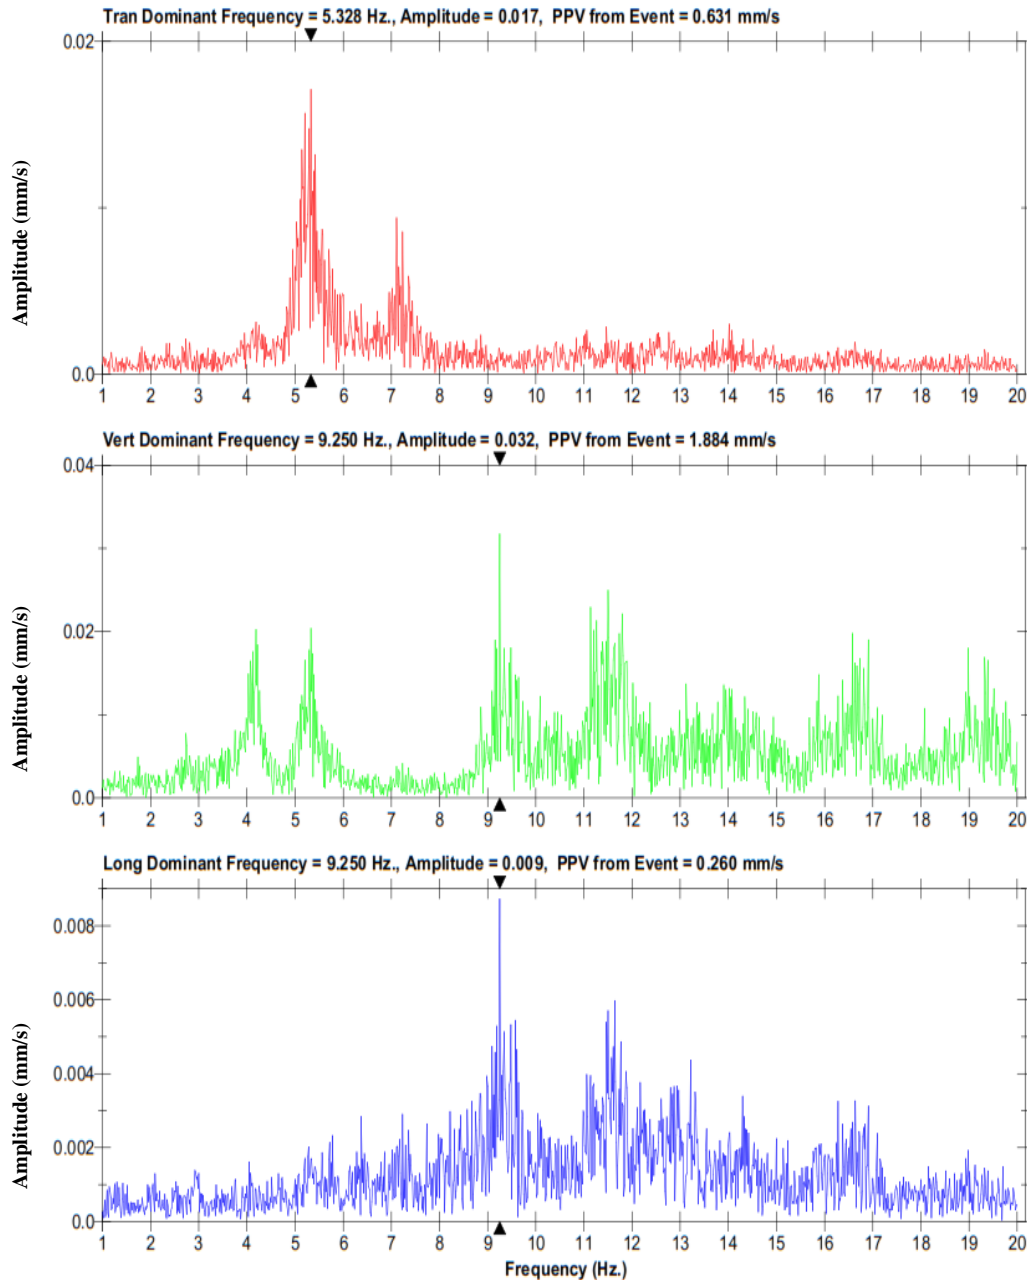 Tran Dominant Frequency = 5.328 Hz., Amplitude = 0.017, PPV from Event = 0.631 mm/s
0.02
Amplitude (mm/s)
0.0
1 2 3 4 5 6 7 8 9 10 11 12 13 14 15 16 17 18 19 20
Vert Dominant Frequency = 9.250 Hz., Amplitude = 0.032, PPV from Event = 1.884 mm/s
0.04
0.02
Amplitude (mm/s)
0.0
1 2 3 4 5 6 7 8 9 10 11 12 13 14 15 16 17 18 19 20
Long Dominant Frequency = 9.250 Hz., Amplitude = 0.009, PPV from Event = 0.260 mm/s
0.008
0.006
0.004
Amplitude (mm/s)
0.002
0.0
1 2 3 4 5 6 7 8 9 10 11 12 13 14 15 16 17 18 19 20
Frequency (Hz.)